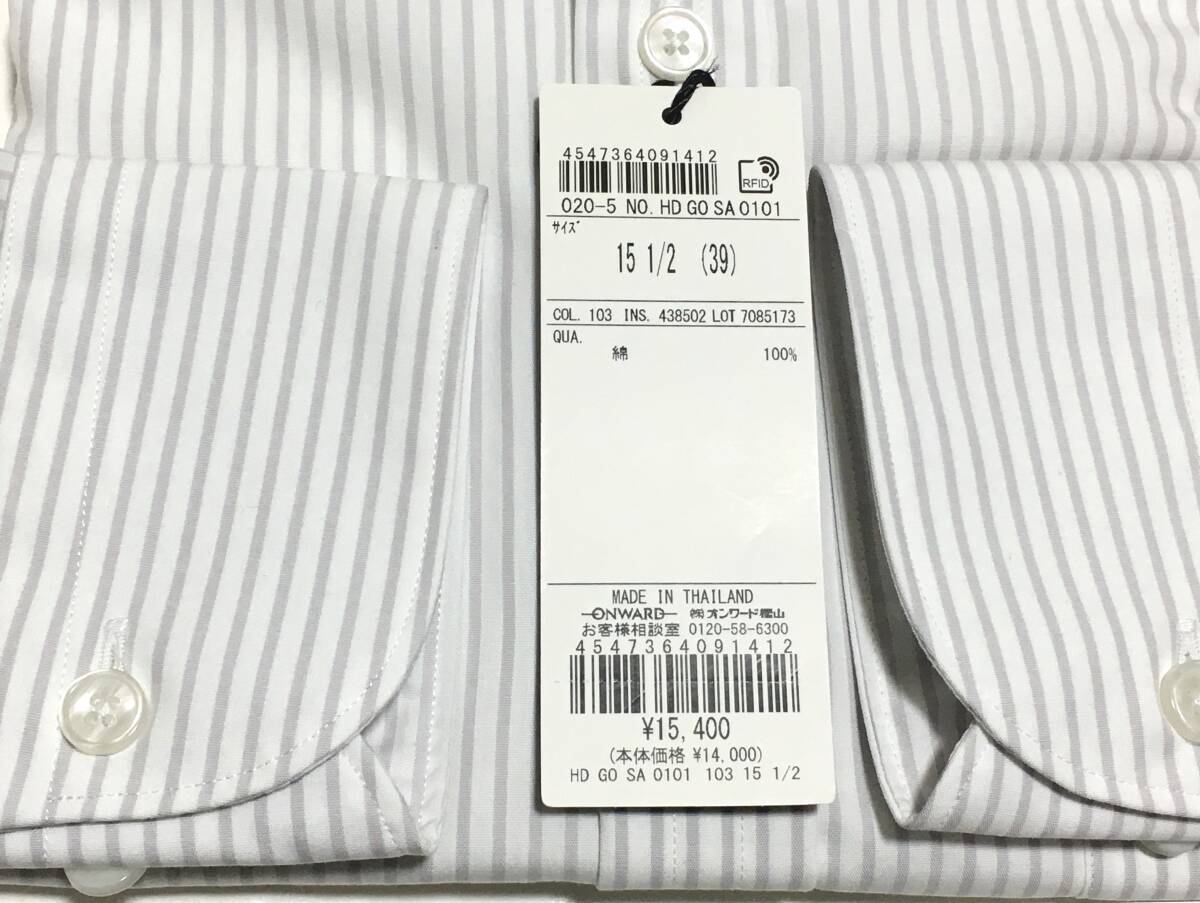 4547364091412
RFID
020-5 NO. HD GO SA 0101
ｻｲｽﾞ
15 1/2 (39)
COL. 103 INS. 438502 LOT 7085173
QUA.
綿 100%
MADE IN THAILAND
ONWARD ㈱オンワード樫山
お客様相談室 0120-58-6300
4547364091412
¥15,400
(本体価格 ¥14,000)
HD GO SA 0101 103 15 1/2